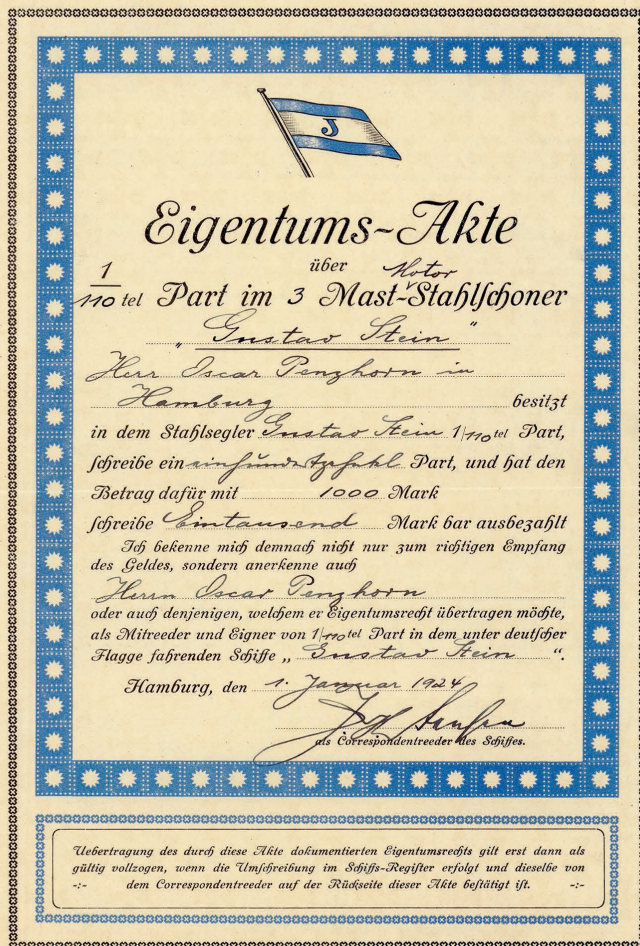 J
Eigentums-Akte
über Motor
1/110 tel Part im 3 Mast-Stahlschoner
„Gustav Stein"
Herr Oscar Penzhorn in
Hamburg besitzt
in dem Stahlsegler Gustav Stein 1/110 tel Part,
schreibe ein einhundertzehntel Part, und hat den
Betrag dafür mit 1000 Mark
schreibe Eintausend Mark bar ausbezahlt
Ich bekenne mich demnach nicht nur zum richtigen Empfang
des Geldes, sondern anerkenne auch
Herrn Oscar Penzhorn
oder auch denjenigen, welchem er Eigentumsrecht übertragen möchte,
als Mitreeder und Eigner von 1/110 tel Part in dem unter deutscher
Flagge fahrenden Schiffe „Gustav Stein“.
Hamburg, den 1. Januar 1924
als Correspondentreeder des Schiffes.
Uebertragung des durch diese Akte dokumentierten Eigentumsrechts gilt erst dann als
gültig vollzogen, wenn die Umschreibung im Schiffs-Register erfolgt und dieselbe von
-:- dem Correspondentreeder auf der Rückseite dieser Akte bestätigt ist. -:-